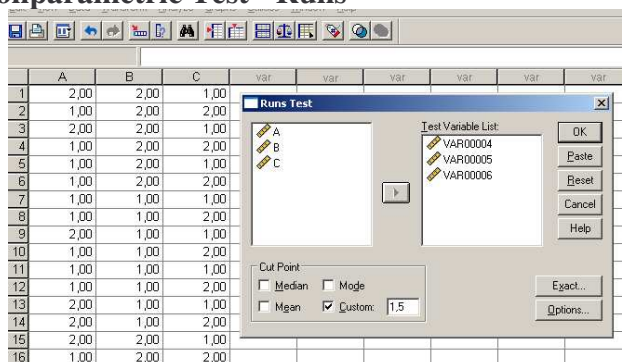 onparametric Test - Runs
A B C var var var var var var
1 2,00 2,00 1,00
2 1,00 2,00 2,00
3 2,00 2,00 1,00
4 1,00 2,00 2,00
5 1,00 2,00 1,00
6 1,00 2,00 2,00
7 1,00 1,00 1,00
8 1,00 1,00 2,00
9 2,00 1,00 1,00
10 1,00 1,00 2,00
11 1,00 1,00 1,00
12 1,00 1,00 2,00
13 2,00 1,00 1,00
14 2,00 1,00 2,00
15 2,00 2,00 1,00
16 1,00 2,00 2,00
Runs Test
A
B
C
Test Variable List:
VAR00004
VAR00005
VAR00006
OK
Paste
Reset
Cancel
Help
Cut Point
Median Mode
Mean Custom: 1,5
Exact...
Options...